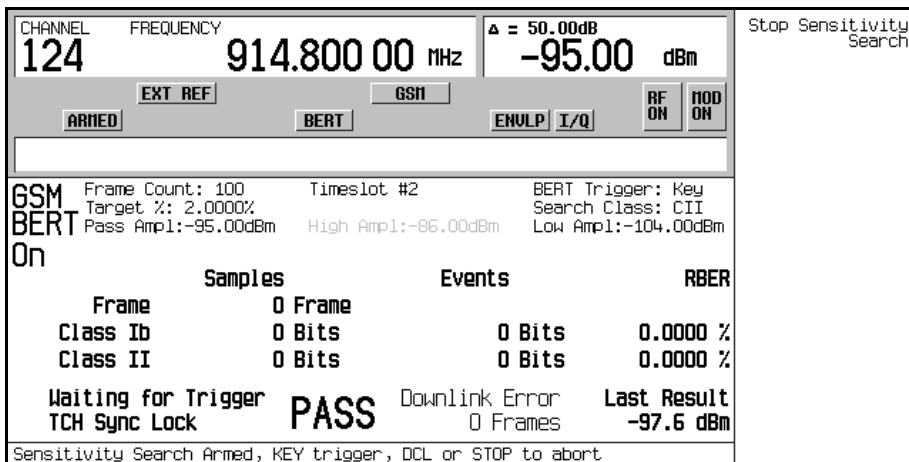 CHANNEL FREQUENCY Δ = 50.00dB
124 914.800 00 MHz -95.00 dBm
Stop Sensitivity
Search
EXT REF GSM RF ON MOD ON
ARMED BERT ENVLP I/Q
GSM BERT On
Frame Count: 100 Timeslot #2 BERT Trigger: Key
Target %: 2.0000% Search Class: CII
Pass Ampl:-95.00dBm High Ampl:-86.00dBm Low Ampl:-104.00dBm
Samples Events RBER
Frame 0 Frame
Class Ib 0 Bits 0 Bits 0.0000 %
Class II 0 Bits 0 Bits 0.0000 %
Waiting for Trigger PASS Downlink Error Last Result
TCH Sync Lock 0 Frames -97.6 dBm
Sensitivity Search Armed, KEY trigger, DCL or STOP to abort